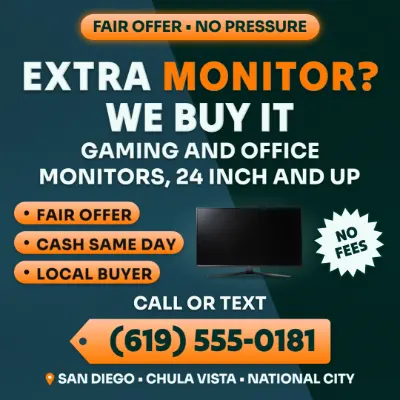 FAIR OFFER • NO PRESSURE
EXTRA MONITOR?
WE BUY IT
GAMING AND OFFICE
MONITORS, 24 INCH AND UP
• FAIR OFFER
• CASH SAME DAY
• LOCAL BUYER
NO
FEES
CALL OR TEXT
(619) 555-0181
SAN DIEGO • CHULA VISTA • NATIONAL CITY